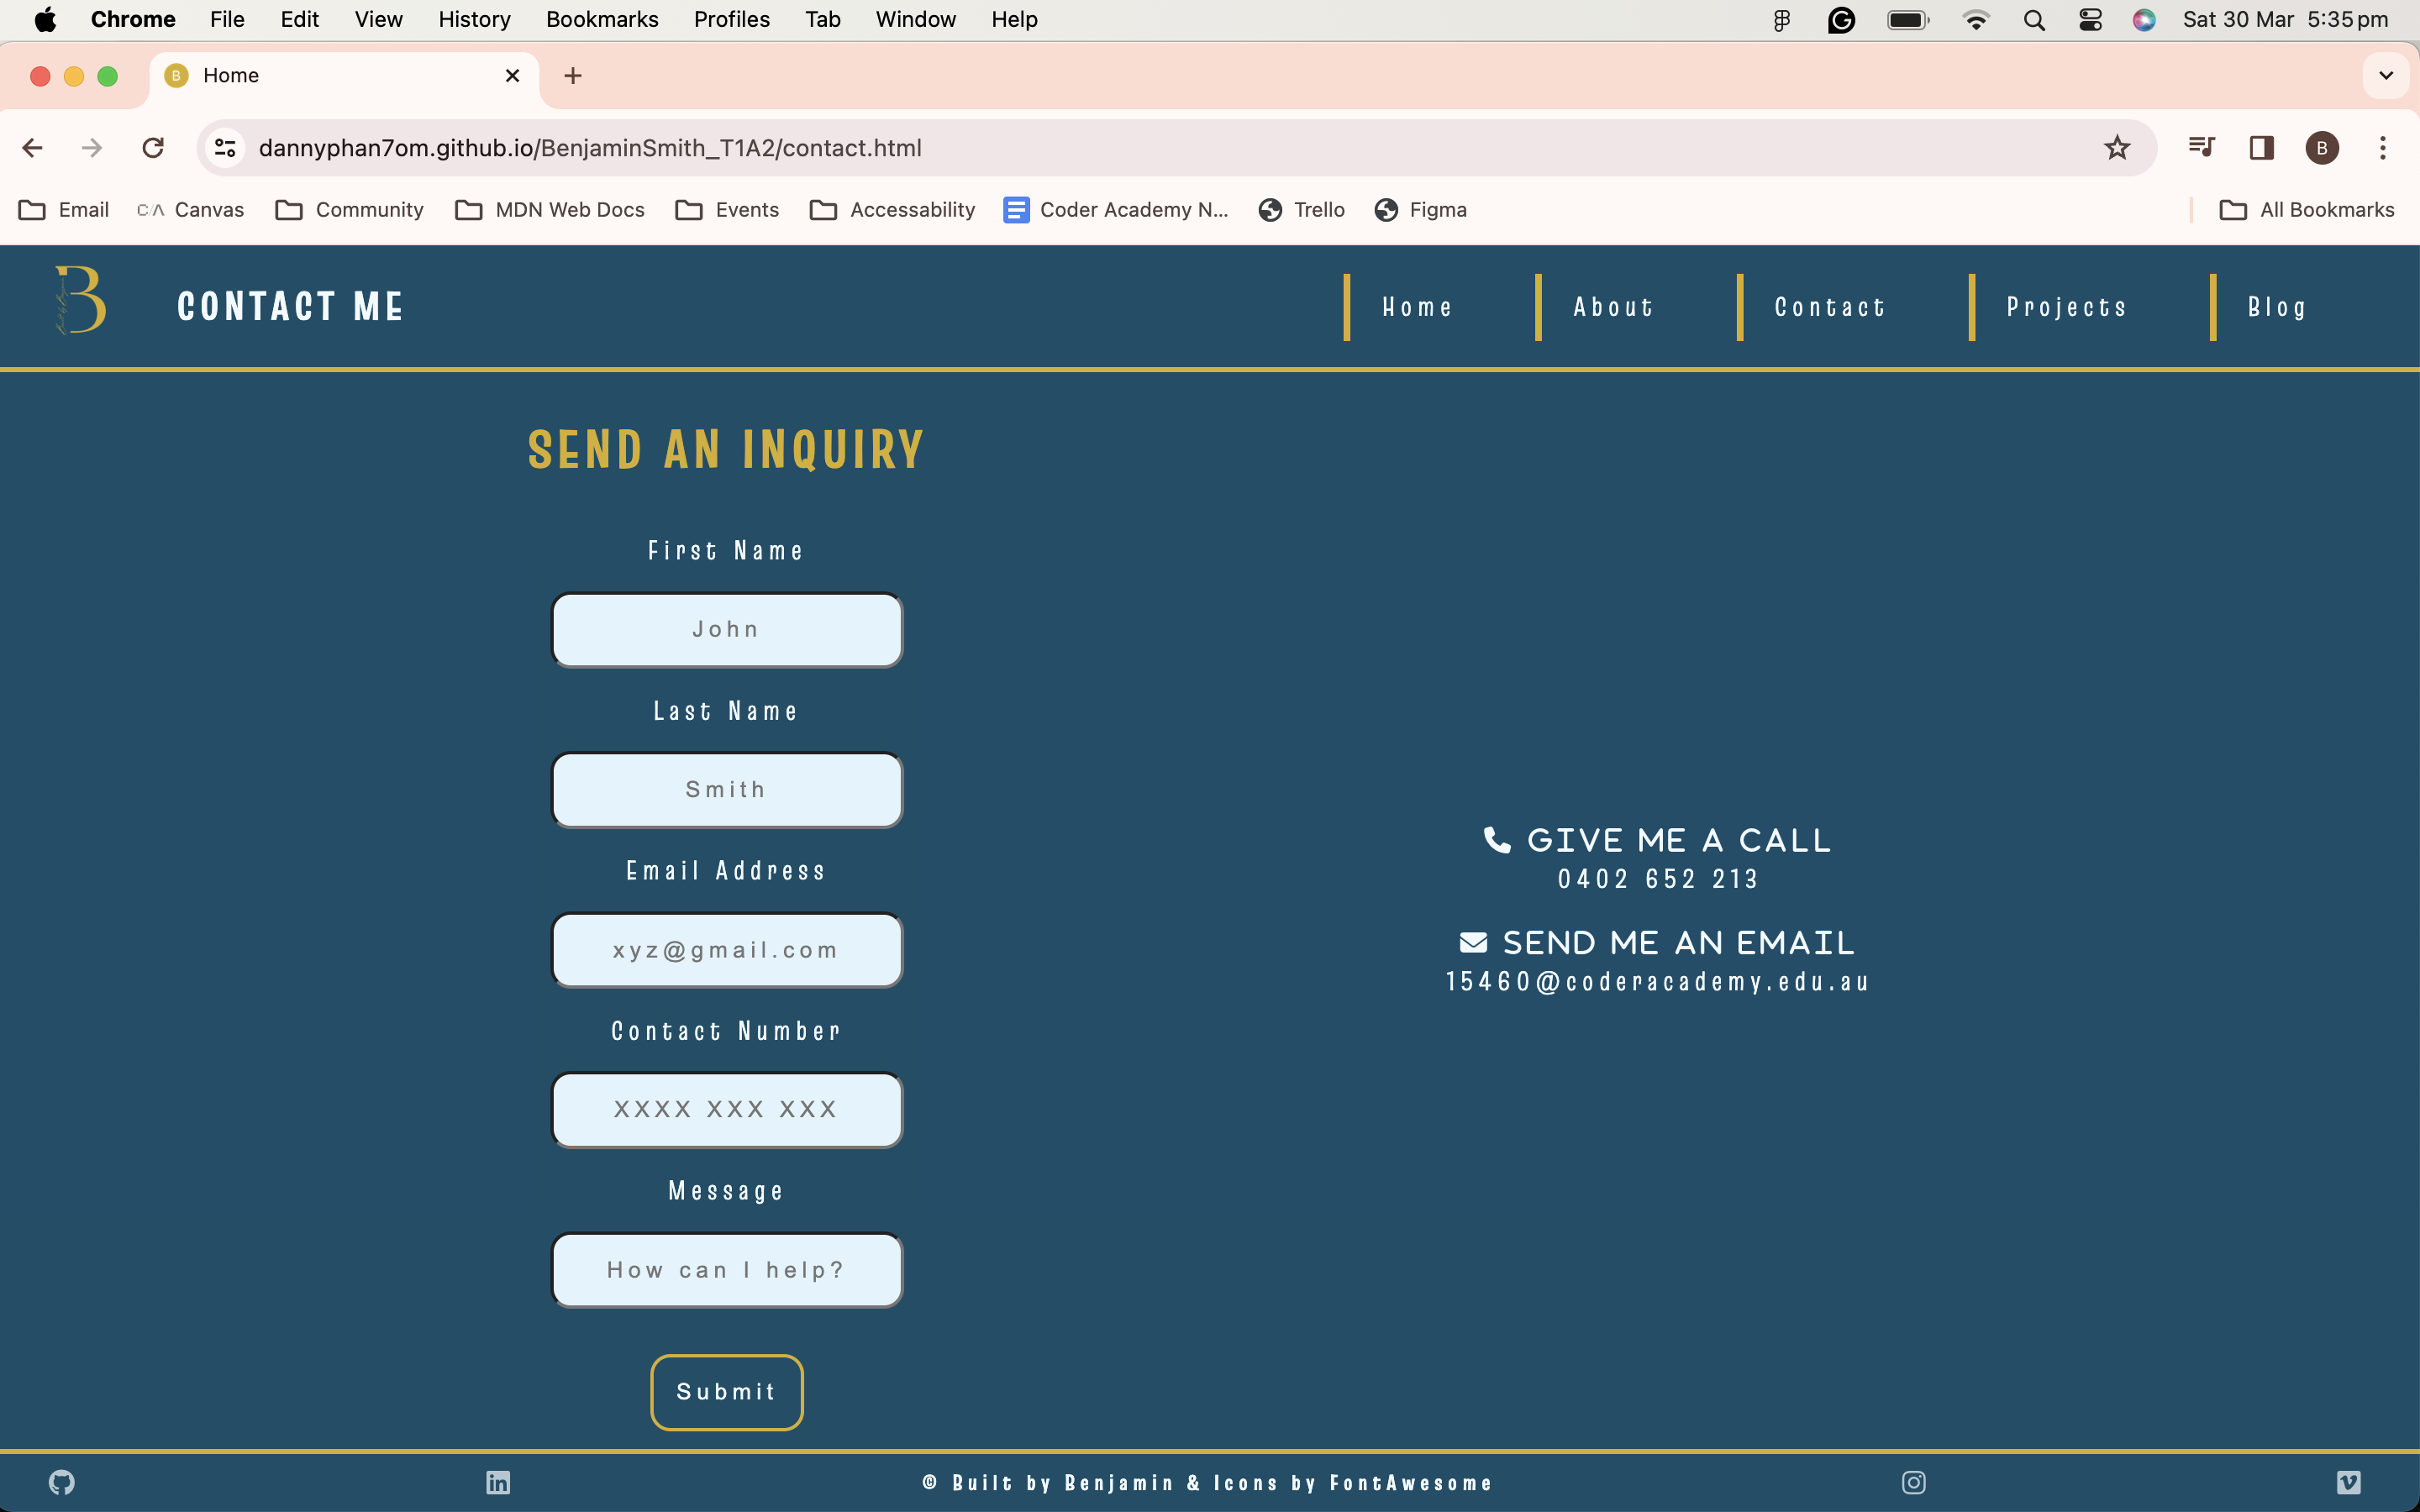 Chrome File Edit View History Bookmarks Profiles Tab Window Help Sat 30 Mar 5:35 pm
B Home
dannyphan7om.github.io/BenjaminSmith_T1A2/contact.html B
Email C/A Canvas Community MDN Web Docs Events Accessability Coder Academy N... Trello Figma All Bookmarks
B CONTACT ME Home About Contact Projects Blog
SEND AN INQUIRY
First Name
John
Last Name
Smith
Email Address
xyz@gmail.com
Contact Number
XXXX XXX XXX
Message
How can I help?
Submit
GIVE ME A CALL
0402 652 213
SEND ME AN EMAIL
15460@coderacademy.edu.au
© Built by Benjamin & Icons by FontAwesome